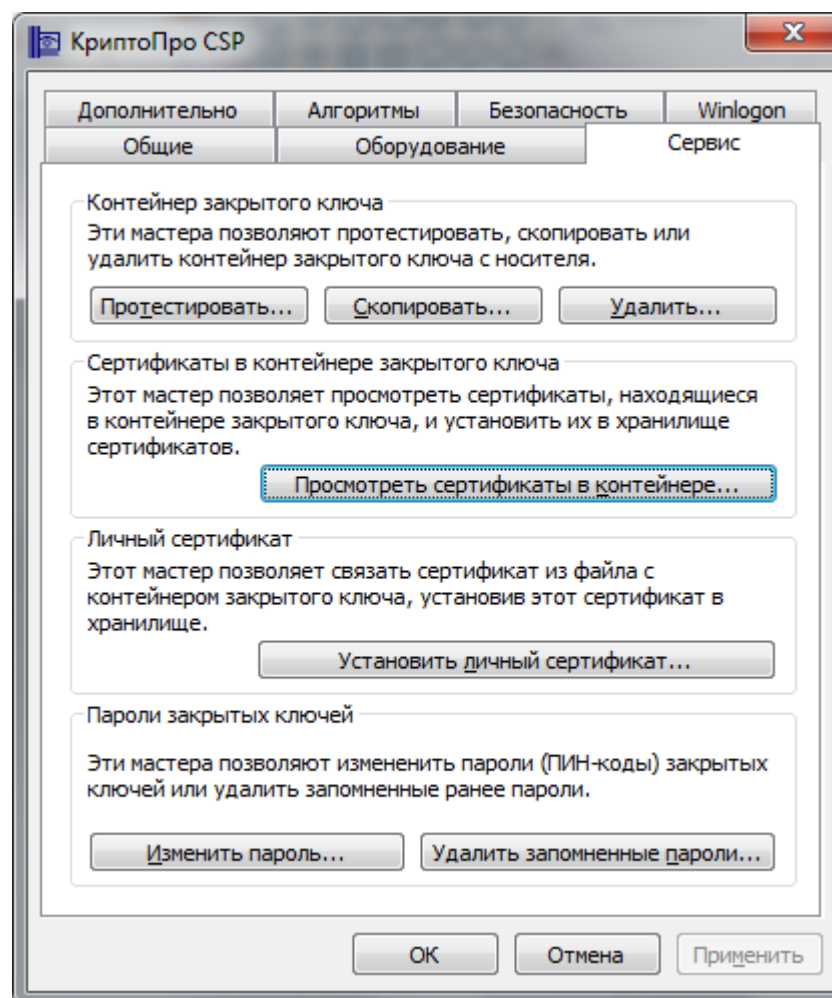 КриптоПро CSP
Дополнительно Алгоритмы Безопасность Winlogon
Общие Оборудование Сервис
Контейнер закрытого ключа
Эти мастера позволяют протестировать, скопировать или
удалить контейнер закрытого ключа с носителя.
Протестировать... Скопировать... Удалить...
Сертификаты в контейнере закрытого ключа
Этот мастер позволяет просмотреть сертификаты, находящиеся
в контейнере закрытого ключа, и установить их в хранилище
сертификатов.
Просмотреть сертификаты в контейнере...
Личный сертификат
Этот мастер позволяет связать сертификат из файла с
контейнером закрытого ключа, установив этот сертификат в
хранилище.
Установить личный сертификат...
Пароли закрытых ключей
Эти мастера позволяют измененить пароли (ПИН-коды) закрытых
ключей или удалить запомненные ранее пароли.
Изменить пароль... Удалить запомненные пароли...
ОК Отмена Применить